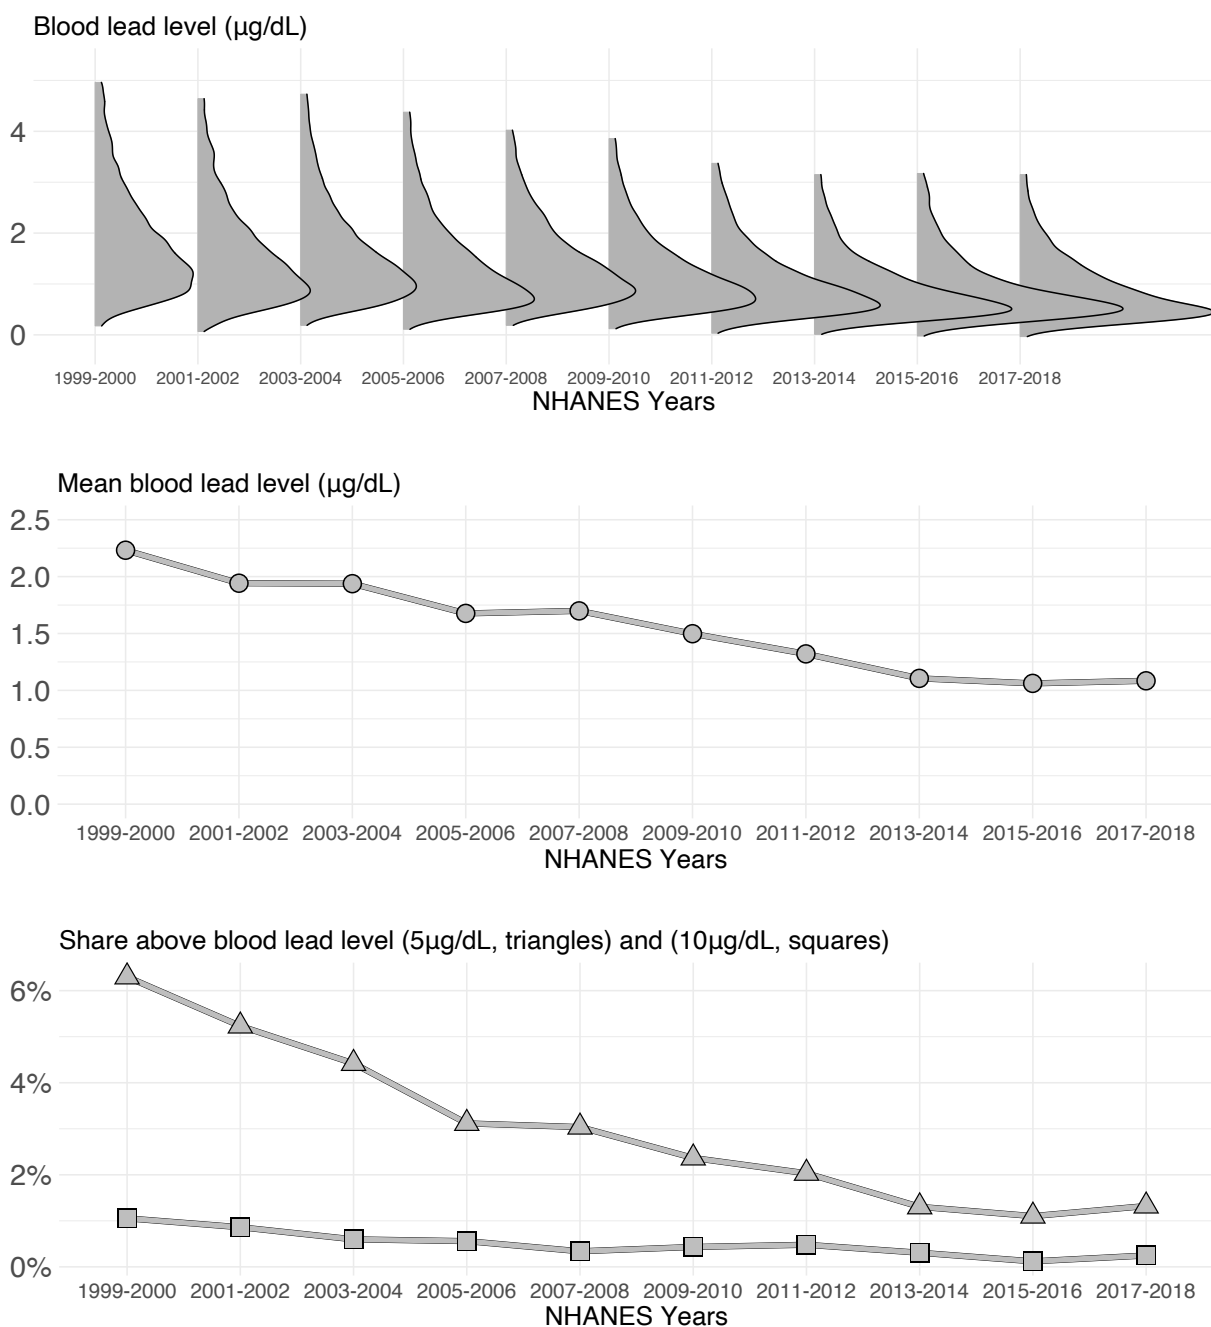 Blood lead level (µg/dL)
4
2
0
1999-2000 2001-2002 2003-2004 2005-2006 2007-2008 2009-2010 2011-2012 2013-2014 2015-2016 2017-2018
NHANES Years
Mean blood lead level (µg/dL)
2.5
2.0
1.5
1.0
0.5
0.0
1999-2000 2001-2002 2003-2004 2005-2006 2007-2008 2009-2010 2011-2012 2013-2014 2015-2016 2017-2018
NHANES Years
Share above blood lead level (5µg/dL, triangles) and (10µg/dL, squares)
6%
4%
2%
0%
1999-2000 2001-2002 2003-2004 2005-2006 2007-2008 2009-2010 2011-2012 2013-2014 2015-2016 2017-2018
NHANES Years